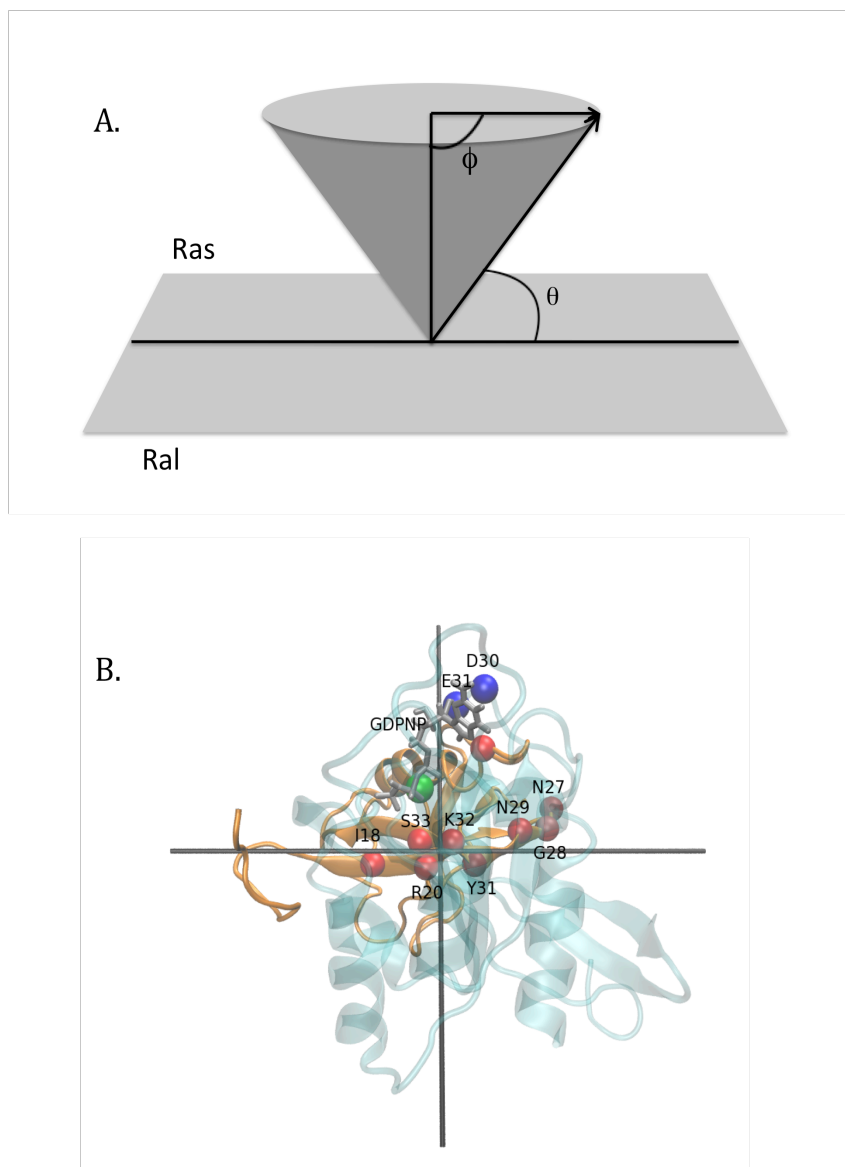 A.
ϕ
Ras
θ
Ral
B.
D30
E31
GDPNP
N27
N29
S33 K32
I18
G28
R20 Y31